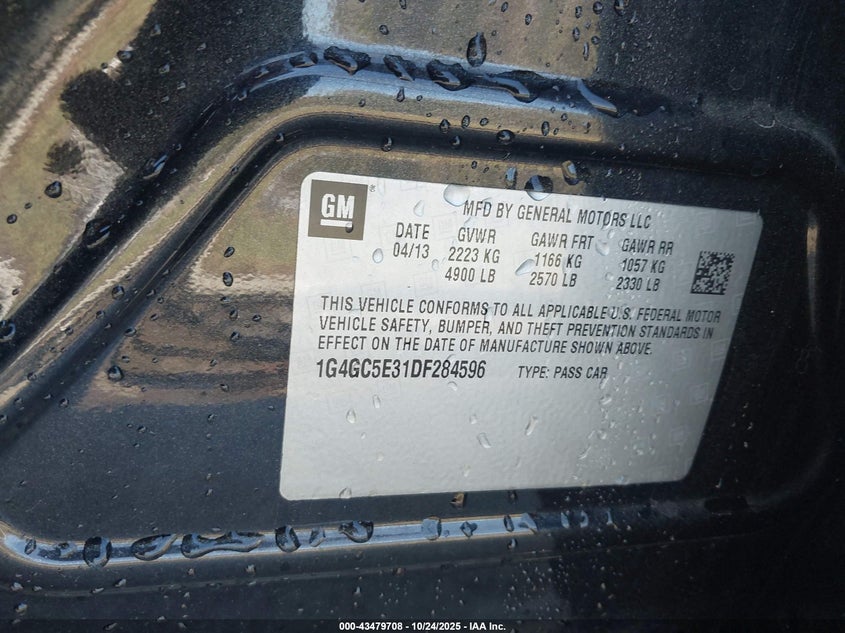 GM
MFD BY GENERAL MOTORS LLC
DATE GVWR GAWR FRT GAWR RR
04/13 2223 KG 1166 KG 1057 KG
4900 LB 2570 LB 2330 LB
THIS VEHICLE CONFORMS TO ALL APPLICABLE U.S. FEDERAL MOTOR
VEHICLE SAFETY, BUMPER, AND THEFT PREVENTION STANDARDS IN
EFFECT ON THE DATE OF MANUFACTURE SHOWN ABOVE.
1G4GC5E31DF284596 TYPE: PASS CAR
000-43479708 - 10/24/2025 - IAA Inc.